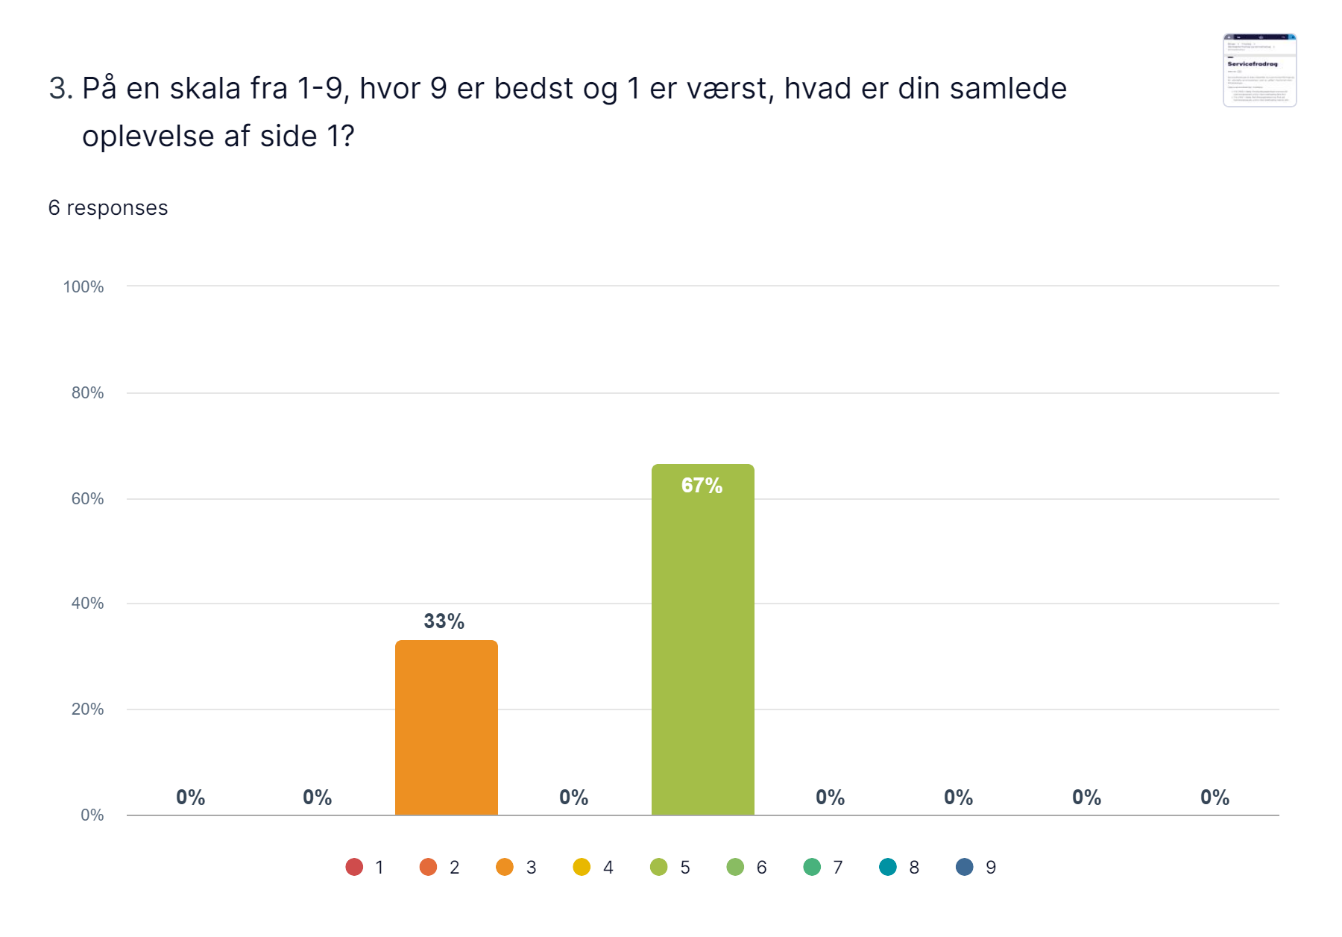 3. På en skala fra 1-9, hvor 9 er bedst og 1 er værst, hvad er din samlede
oplevelse af side 1?
Servicefradrag
6 responses
100%
80%
60%
40%
20%
0%
33%
67%
0% 0% 0% 0% 0% 0% 0%
1 2 3 4 5 6 7 8 9